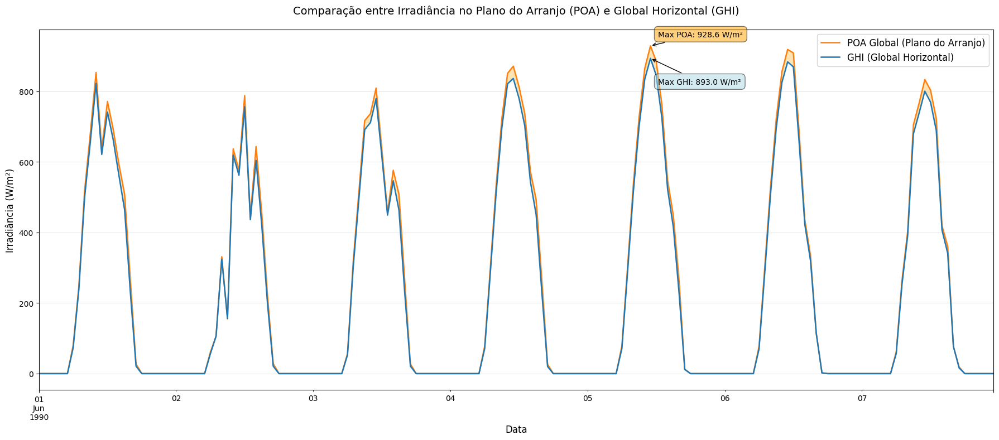 Comparação entre Irradiância no Plano do Arranjo (POA) e Global Horizontal (GHI)
Max POA: 928.6 W/m²
POA Global (Plano do Arranjo)
GHI (Global Horizontal)
Max GHI: 893.0 W/m²
Irradiância (W/m²)
800
600
400
200
0
01
Jun
1990
02
03
04
05
06
07
Data